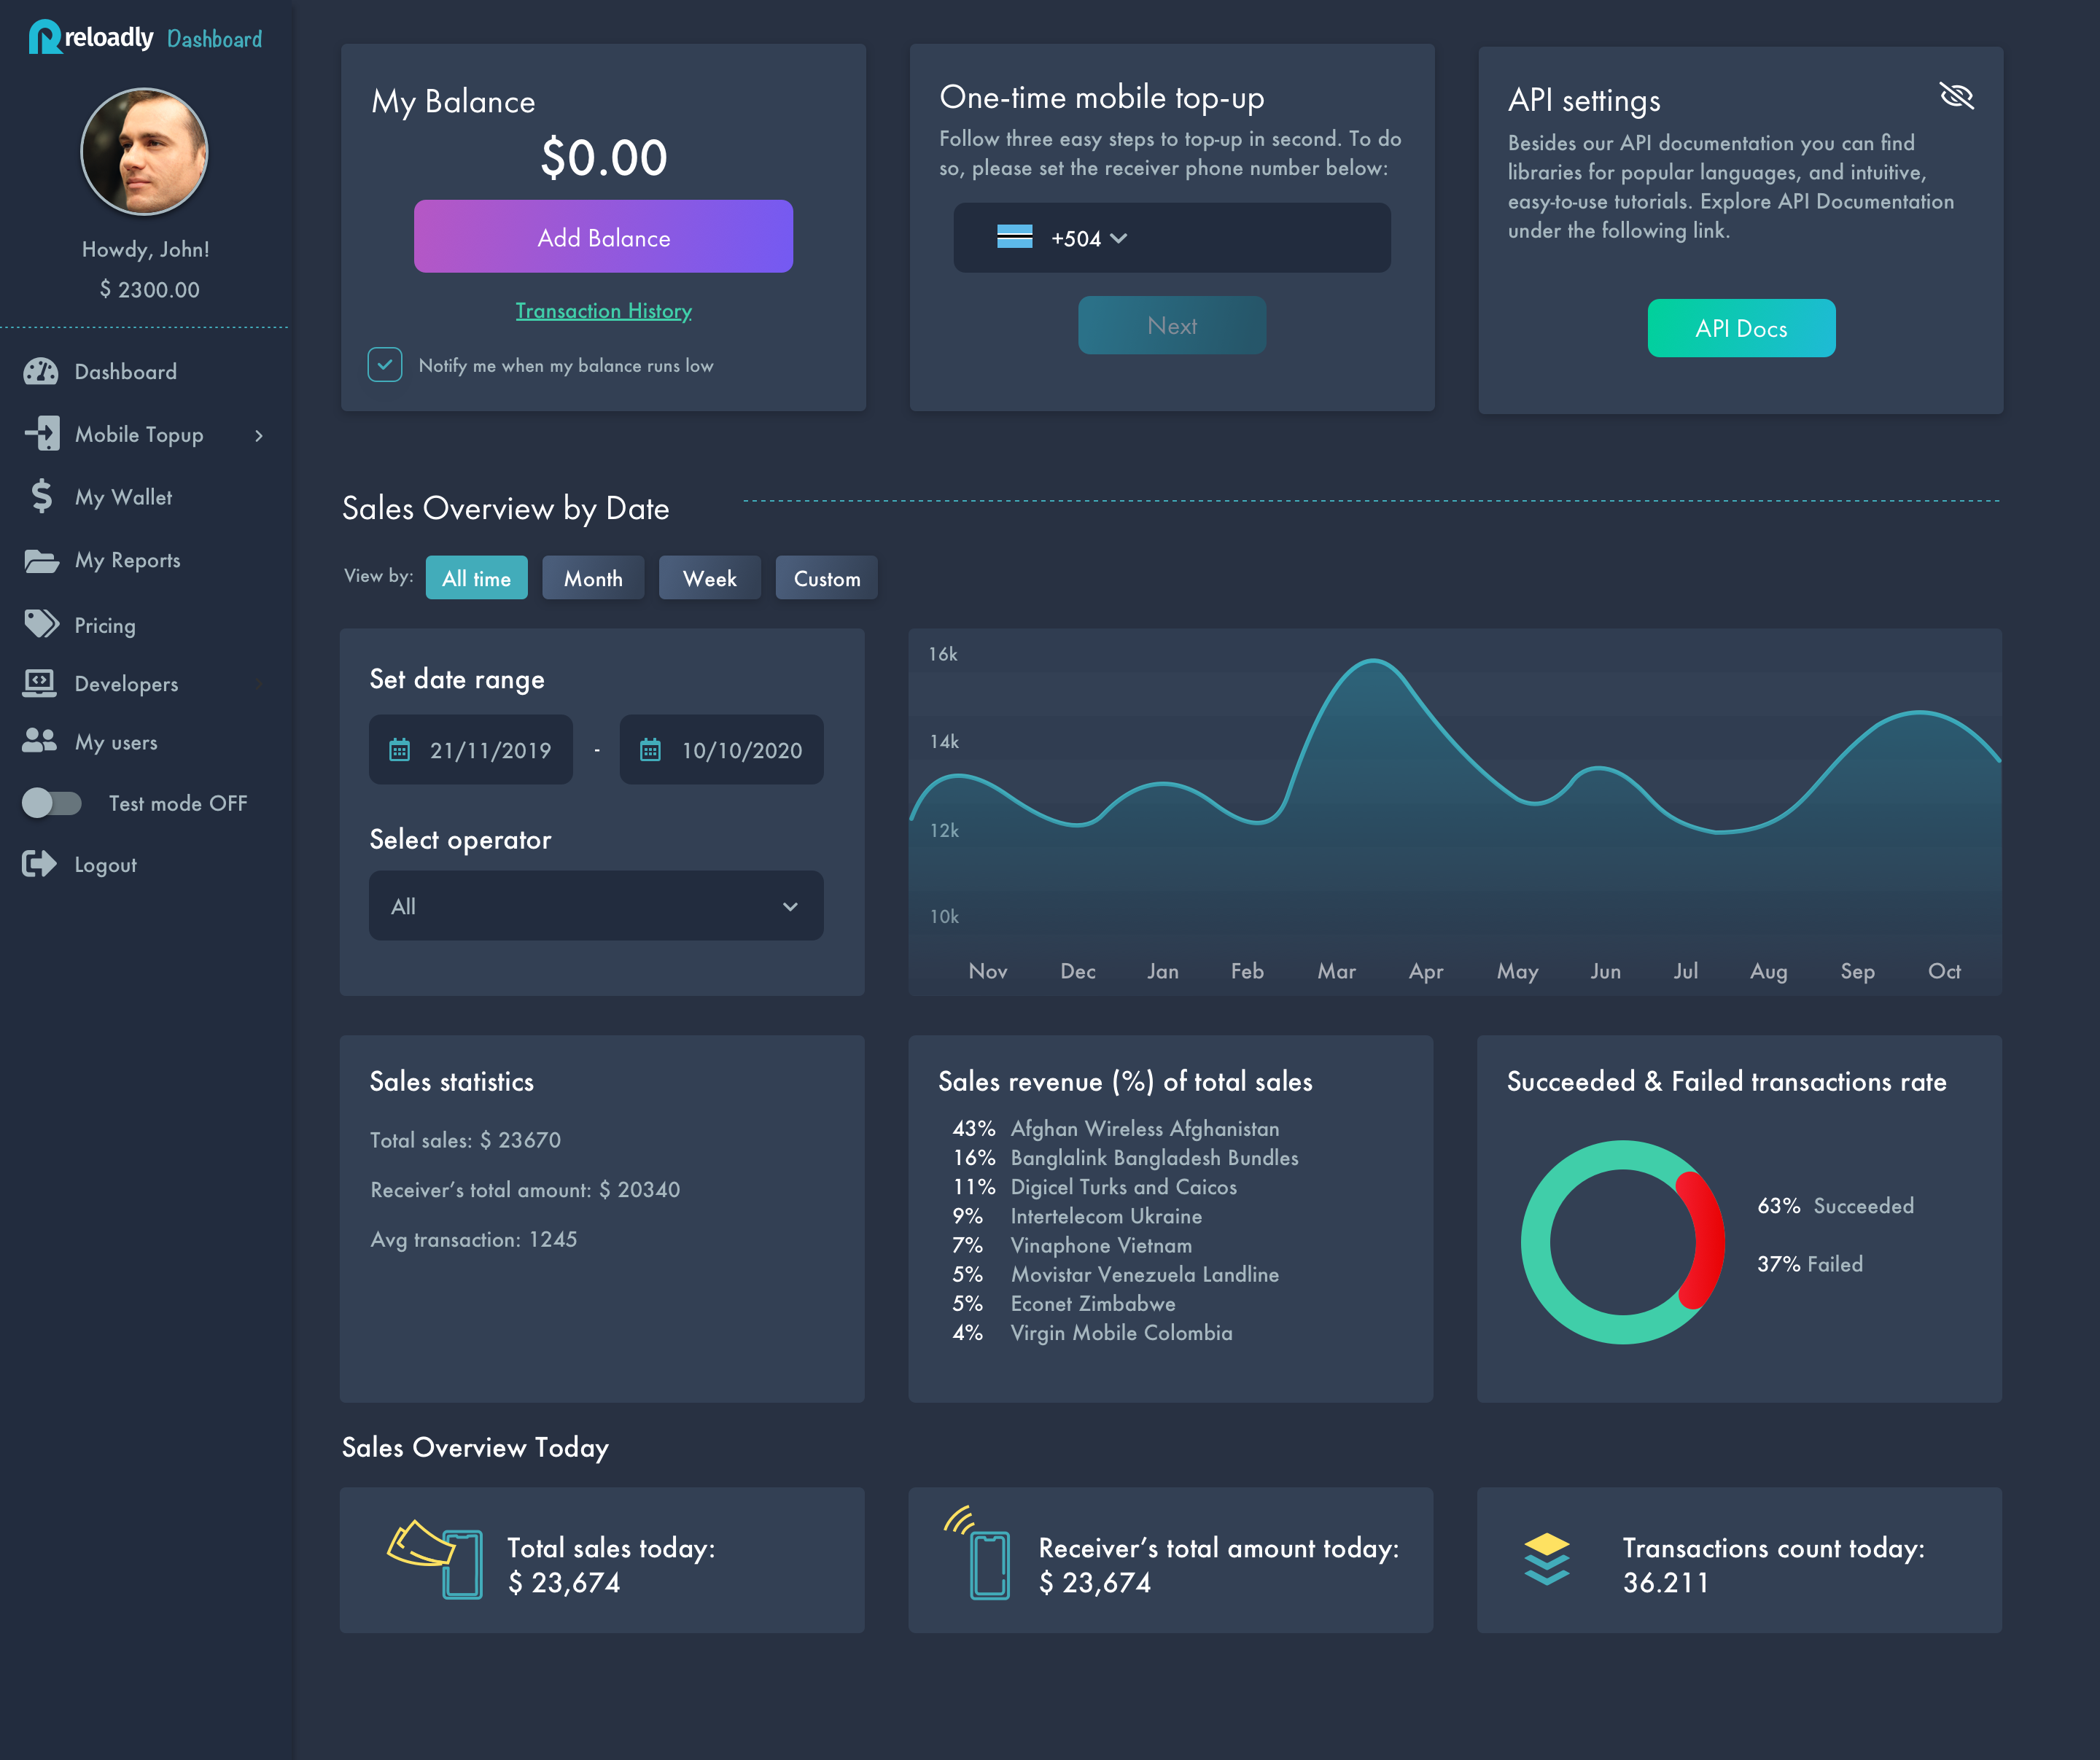 reloadly Dashboard
Howdy, John!
$ 2300.00
Dashboard
Mobile Topup
My Wallet
My Reports
Pricing
Developers
My users
Test mode OFF
Logout
My Balance
$0.00
Add Balance
Transaction History
Notify me when my balance runs low
One-time mobile top-up
Follow three easy steps to top-up in second. To do
so, please set the receiver phone number below:
+504
Next
API settings
Besides our API documentation you can find
libraries for popular languages, and intuitive,
easy-to-use tutorials. Explore API Documentation
under the following link.
API Docs
Sales Overview by Date
View by: All time Month Week Custom
Set date range
21/11/2019 - 10/10/2020
Select operator
All
16k
14k
12k
10k
Nov Dec Jan Feb Mar Apr May Jun Jul Aug Sep Oct
Sales statistics
Total sales: $ 23670
Receiver’s total amount: $ 20340
Avg transaction: 1245
Sales revenue (%) of total sales
43% Afghan Wireless Afghanistan
16% Banglalink Bangladesh Bundles
11% Digicel Turks and Caicos
9% Intertelecom Ukraine
7% Vinaphone Vietnam
5% Movistar Venezuela Landline
5% Econet Zimbabwe
4% Virgin Mobile Colombia
Succeeded & Failed transactions rate
63% Succeeded
37% Failed
Sales Overview Today
Total sales today:
$ 23,674
Receiver’s total amount today:
$ 23,674
Transactions count today:
36.211